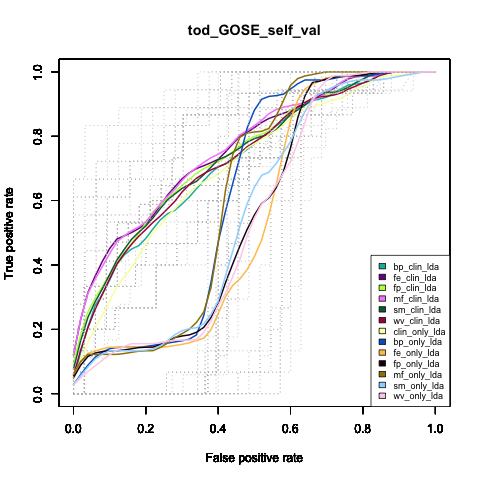 tod_GOSE_self_val
True positive rate
1.0
0.8
0.6
0.4
0.2
0.0
bp_clin_lda
fe_clin_lda
fp_clin_lda
mf_clin_lda
sm_clin_lda
wv_clin_lda
clin_only_lda
bp_only_lda
fe_only_lda
fp_only_lda
mf_only_lda
sm_only_lda
wv_only_lda
0.0 0.2 0.4 0.6 0.8 1.0
False positive rate